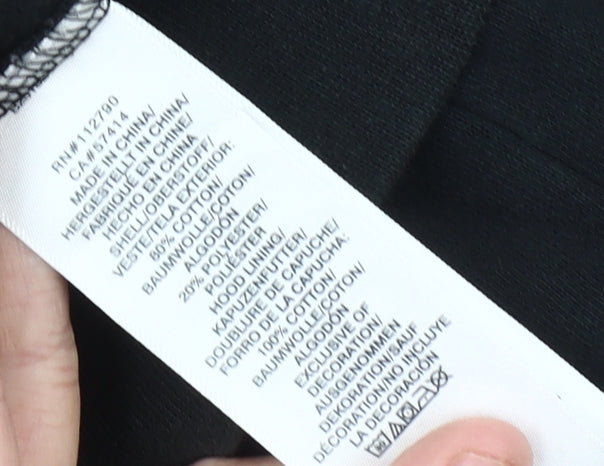 RN# 112790
CA# 57414
MADE IN CHINA/
HERGESTELLT IN CHINA/
FABRIQUÉ EN CHINE/
HECHO EN CHINA
SHELL/OBERSTOFF/
VESTE/TELA EXTERIOR:
80% COTTON/
BAUMWOLLE/COTON/
ALGODÓN
20% POLYESTER/
POLIÉSTER
HOOD LINING/
KAPUZENFUTTER/
DOUBLURE DE CAPUCHE/
FORRO DE LA CAPUCHA:
100% COTTON/
BAUMWOLLE/COTON/
ALGODÓN
EXCLUSIVE OF
DECORATION/
AUSGENOMMEN
DEKORATION/SAUF
DÉCORATION/NO INCLUYE
LA DECORACIÓN